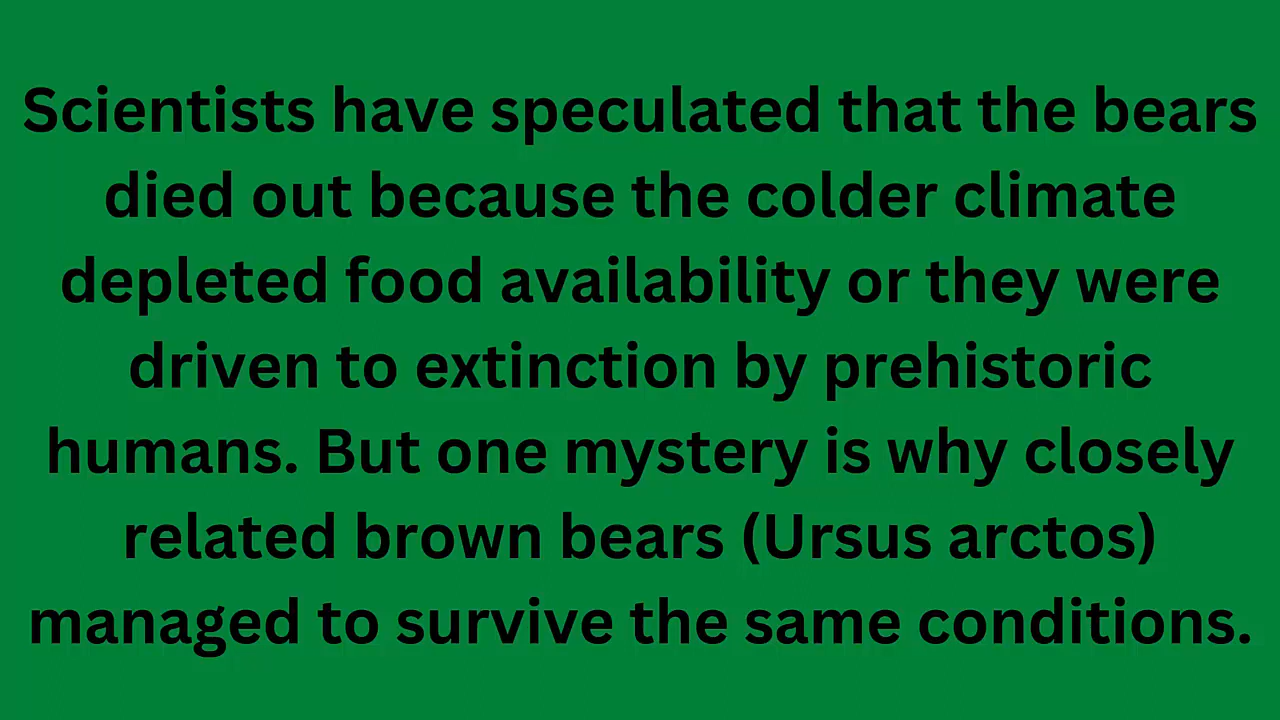 Scientists have speculated that the bears
died out because the colder climate
depleted food availability or they were
driven to extinction by prehistoric
humans. But one mystery is why closely
related brown bears (Ursus arctos)
managed to survive the same conditions.